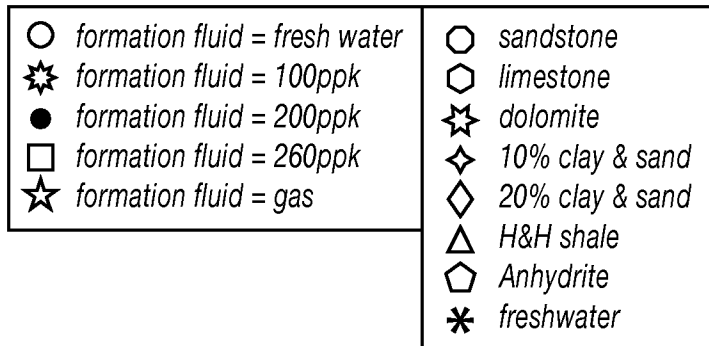 formation fluid = fresh water
formation fluid = 100ppk
formation fluid = 200ppk
formation fluid = 260ppk
formation fluid = gas
sandstone
limestone
dolomite
10% clay & sand
20% clay & sand
H&H shale
Anhydrite
freshwater